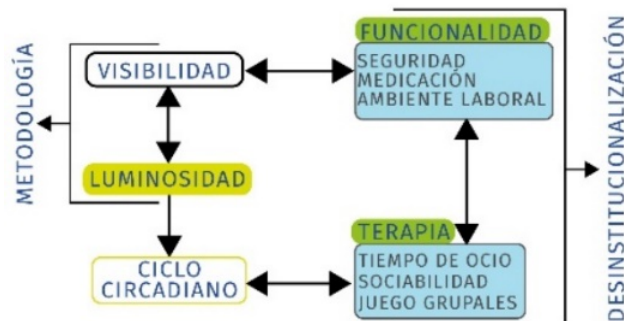 METODOLOGÍA
VISIBILIDAD
LUMINOSIDAD
CICLO
CIRCADIANO
FUNCIONALIDAD
SEGURIDAD
MEDICACIÓN
AMBIENTE LABORAL
TERAPIA
TIEMPO DE OCIO
SOCIABILIDAD
JUEGO GRUPALES
DESINSTITUCIONALIZACIÓN